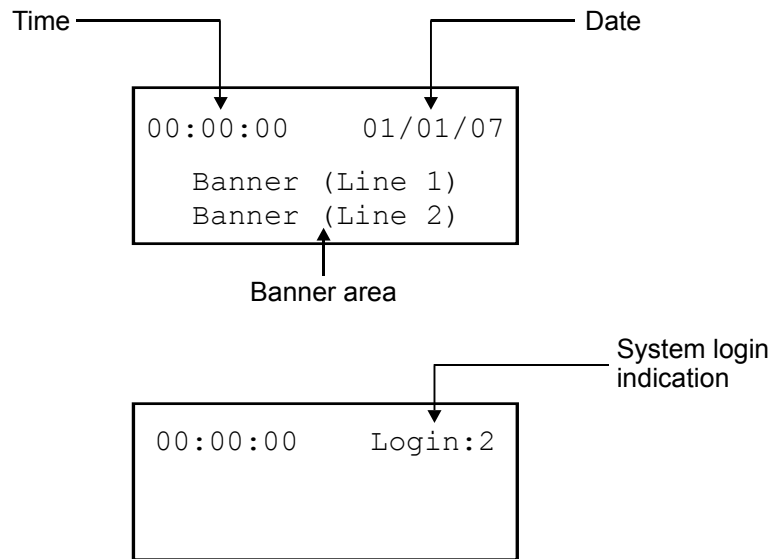 Time
Date
00:00:00 01/01/07
Banner (Line 1)
Banner (Line 2)
Banner area
System login
indication
00:00:00 Login:2